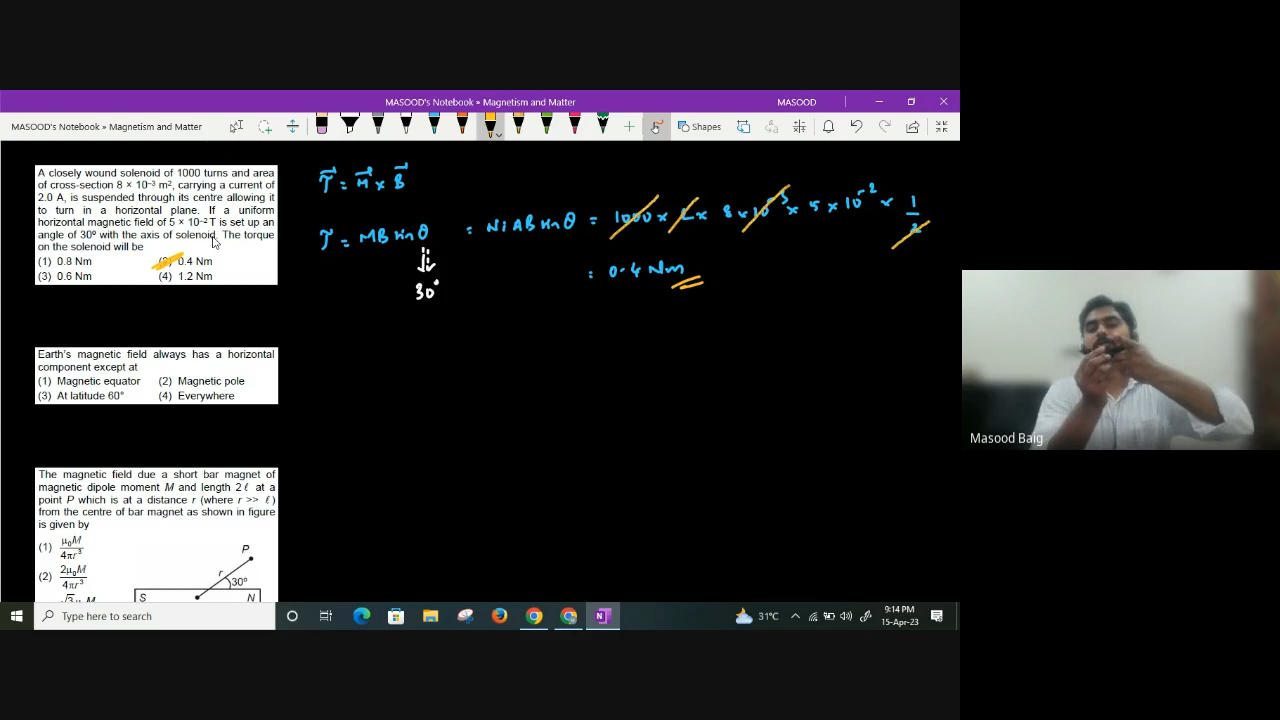 MASOOD's Notebook » Magnetism and Matter
MASOOD
MASOOD's Notebook » Magnetism and Matter
Shapes
A closely wound solenoid of 1000 turns and area
of cross-section 8 × 10⁻³ m², carrying a current of
2.0 A, is suspended through its centre allowing it
to turn in a horizontal plane. If a uniform
horizontal magnetic field of 5 × 10⁻² T is set up an
angle of 30º with the axis of solenoid. The torque
on the solenoid will be
(1) 0.8 Nm (2) 0.4 Nm
(3) 0.6 Nm (4) 1.2 Nm
τ⃗ = M⃗ × B⃗
τ = MB sin θ = NiAB sin θ = 1000 × 2 × 8 × 10⁻³ × 5 × 10⁻² × 1/2
30°
= 0.4 Nm
Earth's magnetic field always has a horizontal
component except at
(1) Magnetic equator (2) Magnetic pole
(3) At latitude 60° (4) Everywhere
The magnetic field due a short bar magnet of
magnetic dipole moment M and length 2ℓ at a
point P which is at a distance r (where r >> ℓ)
from the centre of bar magnet as shown in figure
is given by
(1) μ₀M/4πr³
(2) 2μ₀M/4πr³
P
r
30º
S N
Masood Baig
Type here to search
31°C
9:14 PM
15-Apr-23